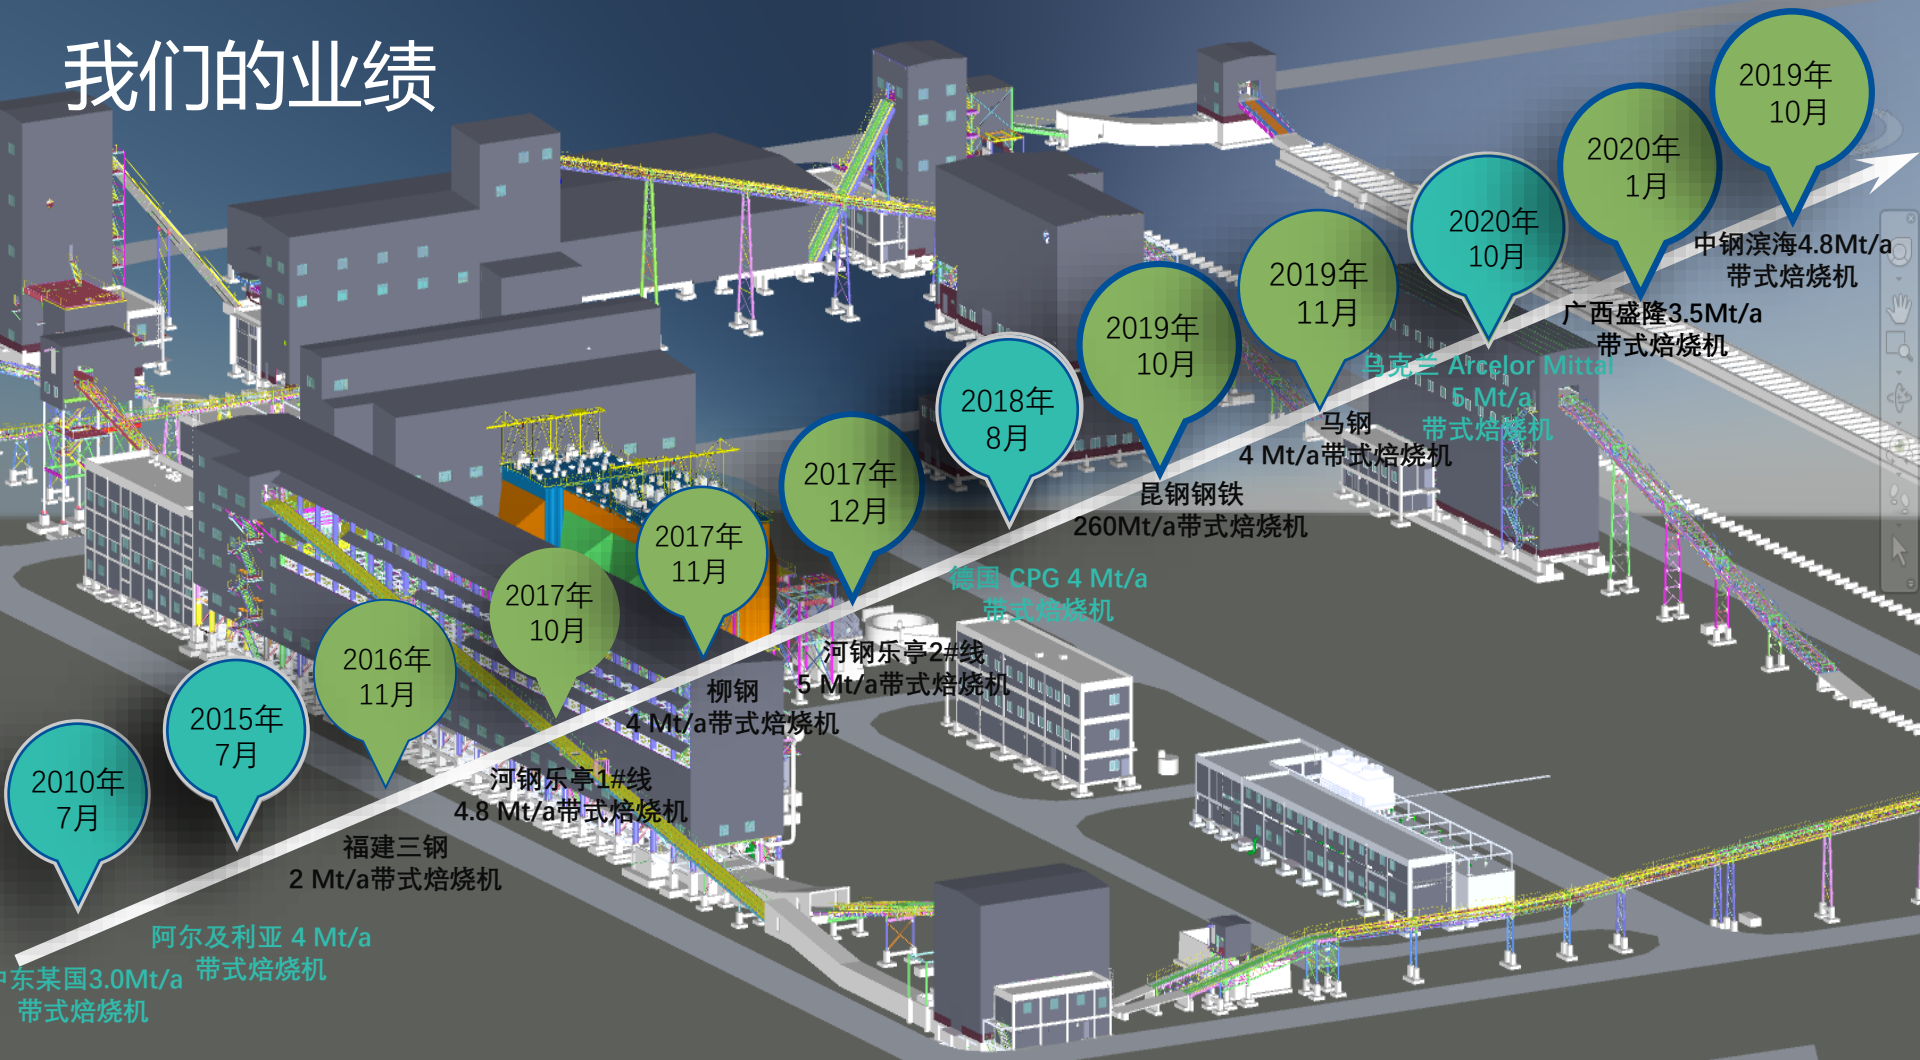 我们的业绩
2010年
7月
中东某国3.0Mt/a
带式焙烧机
2015年
7月
阿尔及利亚 4 Mt/a
带式焙烧机
2016年
11月
福建三钢
2 Mt/a带式焙烧机
2017年
10月
河钢乐亭1#线
4.8 Mt/a带式焙烧机
2017年
11月
柳钢
4 Mt/a带式焙烧机
2017年
12月
河钢乐亭2#线
5 Mt/a带式焙烧机
2018年
8月
德国 CPG 4 Mt/a
带式焙烧机
2019年
10月
昆钢钢铁
260Mt/a带式焙烧机
2019年
11月
马钢
4 Mt/a带式焙烧机
2020年
10月
乌克兰 Arcelor Mittal
5 Mt/a
带式焙烧机
2020年
1月
广西盛隆3.5Mt/a
带式焙烧机
2019年
10月
中钢滨海4.8Mt/a
带式焙烧机